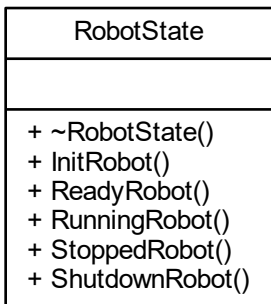 RobotState
+ ~RobotState()
+ InitRobot()
+ ReadyRobot()
+ RunningRobot()
+ StoppedRobot()
+ ShutdownRobot()